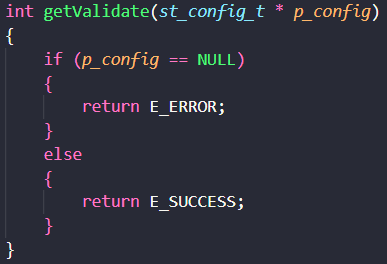 int getValidate(st_config_t * p_config)
{
    if (p_config == NULL)
    {
        return E_ERROR;
    }
    else
    {
        return E_SUCCESS;
    }
}